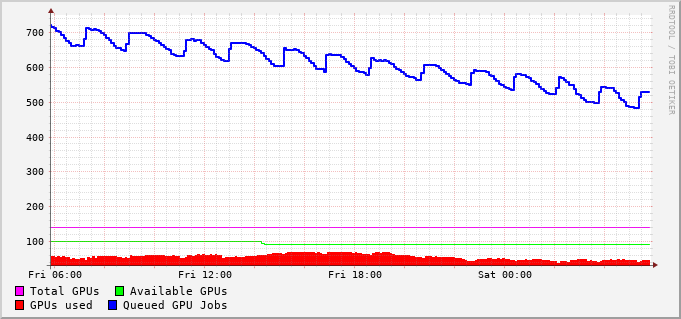 700
600
500
400
300
200
100
Fri 06:00 Fri 12:00 Fri 18:00 Sat 00:00
Total GPUs Available GPUs
GPUs used Queued GPU Jobs
RRDTOOL / TOBI OETIKER